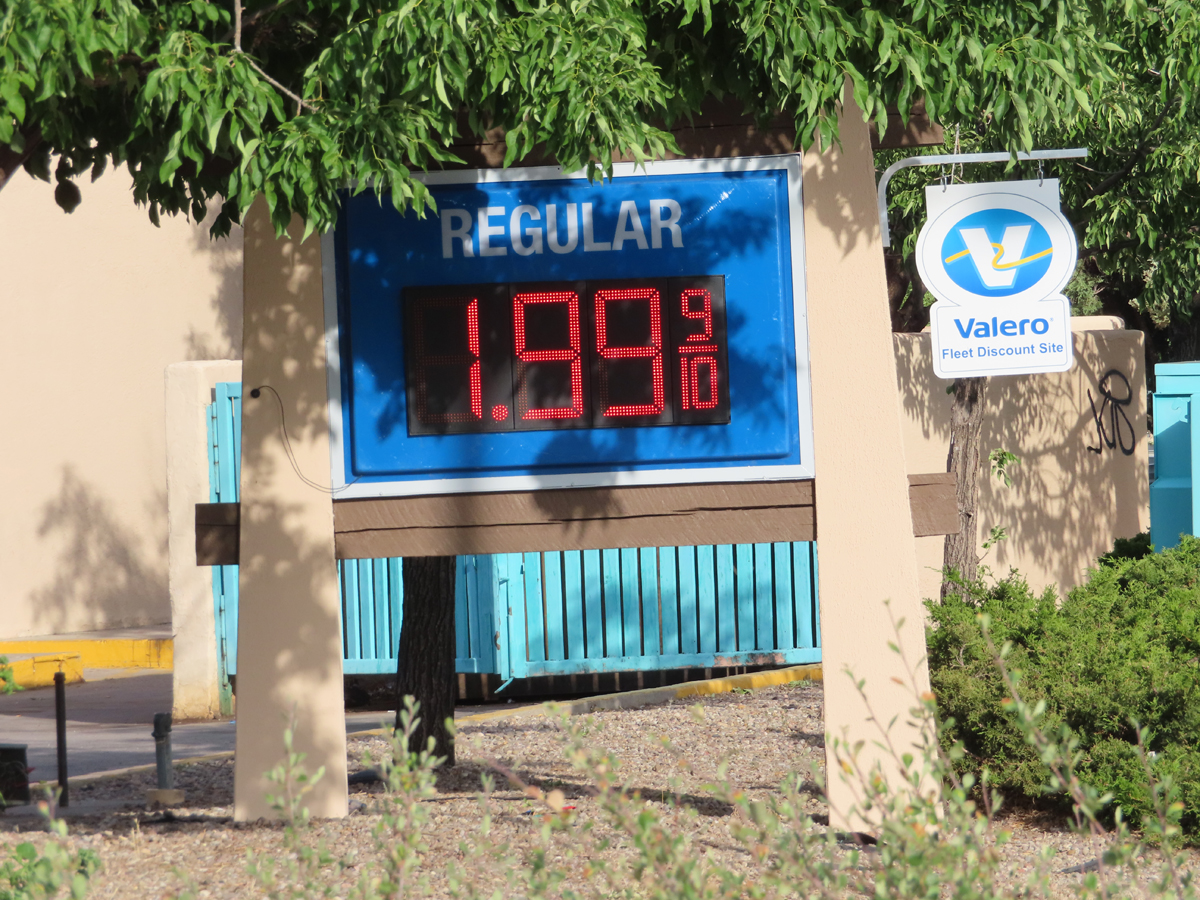 REGULAR
1.99 9/10
V
Valero
Fleet Discount Site